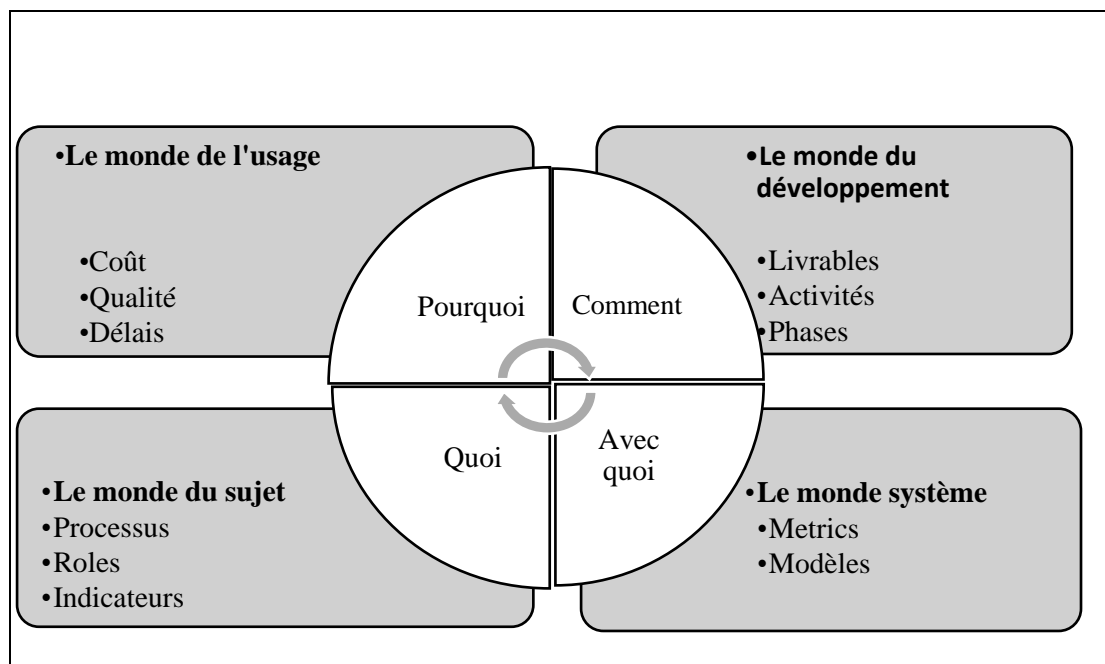 •Le monde de l'usage
•Coût
•Qualité
•Délais
Pourquoi
•Le monde du
développement
•Livrables
•Activités
•Phases
Comment
•Le monde du sujet
•Processus
•Roles
•Indicateurs
Quoi
Avec
quoi
•Le monde système
•Metrics
•Modèles